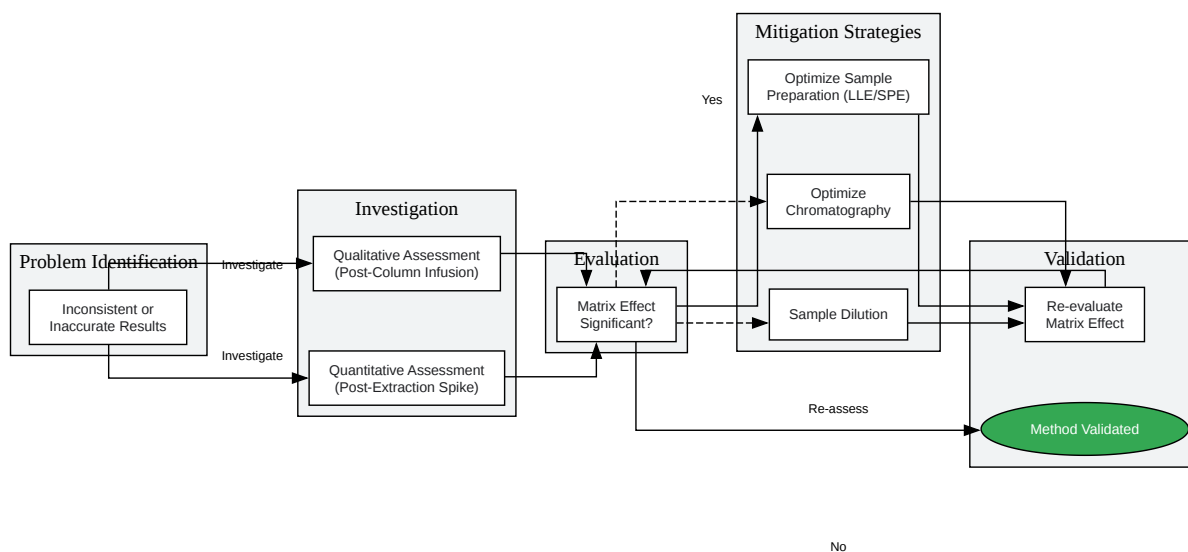 Mitigation Strategies
Optimize Sample
Preparation (LLE/SPE)
Yes
Optimize
Chromatography
Investigation
Qualitative Assessment
(Post-Column Infusion)
Problem Identification
Investigate
Inconsistent or
Inaccurate Results
Investigate
Quantitative Assessment
(Post-Extraction Spike)
Evaluation
Matrix Effect
Significant?
Sample Dilution
Validation
Re-evaluate
Matrix Effect
Re-assess
Method Validated
No